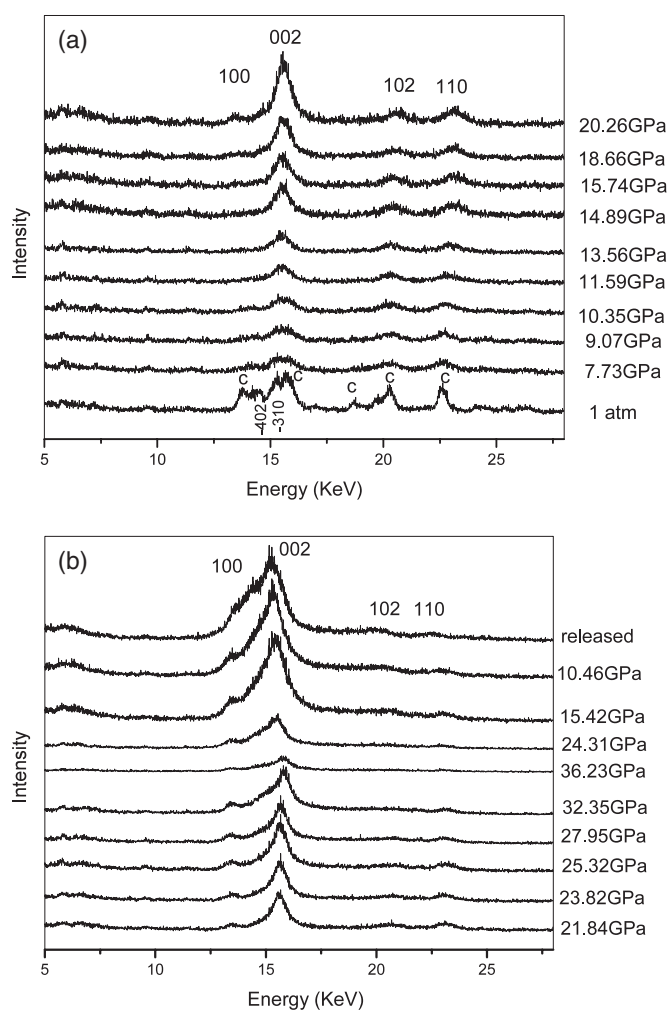 (a)
002
100
102
110
20.26GPa
18.66GPa
15.74GPa
14.89GPa
13.56GPa
11.59GPa
10.35GPa
9.07GPa
7.73GPa
c
c
c
c
c
-402
-310
1 atm
Intensity
5
10
15
20
25
Energy (KeV)
(b)
002
100
102
110
released
10.46GPa
15.42GPa
24.31GPa
36.23GPa
32.35GPa
27.95GPa
25.32GPa
23.82GPa
21.84GPa
Intensity
5
10
15
20
25
Energy (KeV)